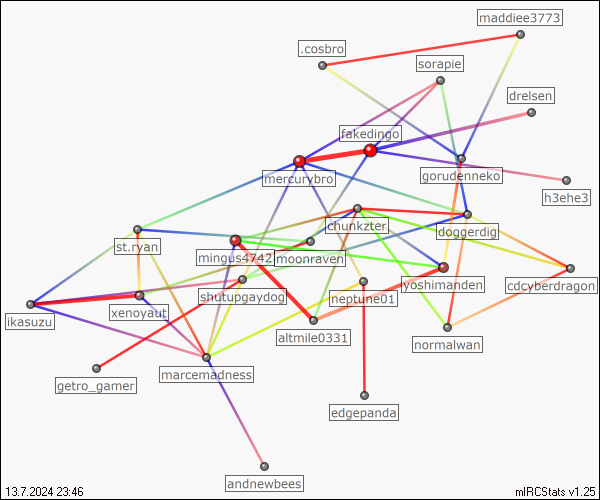 maddiee3773
.cosbro
sorapie
drelsen
fakedingo
mercurybro
gorudenneko
h3ehe3
chunkzter
doggerdig
st.ryan
mingus4742
moonraven
yoshimanden
cdcyberdragon
shutupgaydog
neptune01
ikasuzu
xenoyaut
altmile0331
normalwan
marcemadness
getro_gamer
edgepanda
andnewbees
13.7.2024 23:46
mIRCStats v1.25